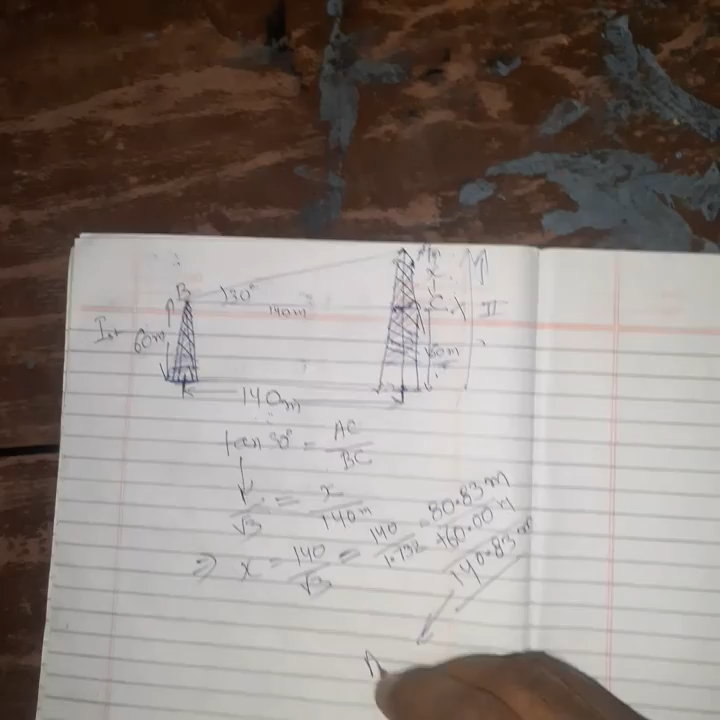 B 30° 140m
C
60m 60m II
140m
tan 30° = AC/BC
1/√3 = x/140m
⇒ x = 140/√3 = 140/1.732 = 80.83m
+60.00m
140.83m
A